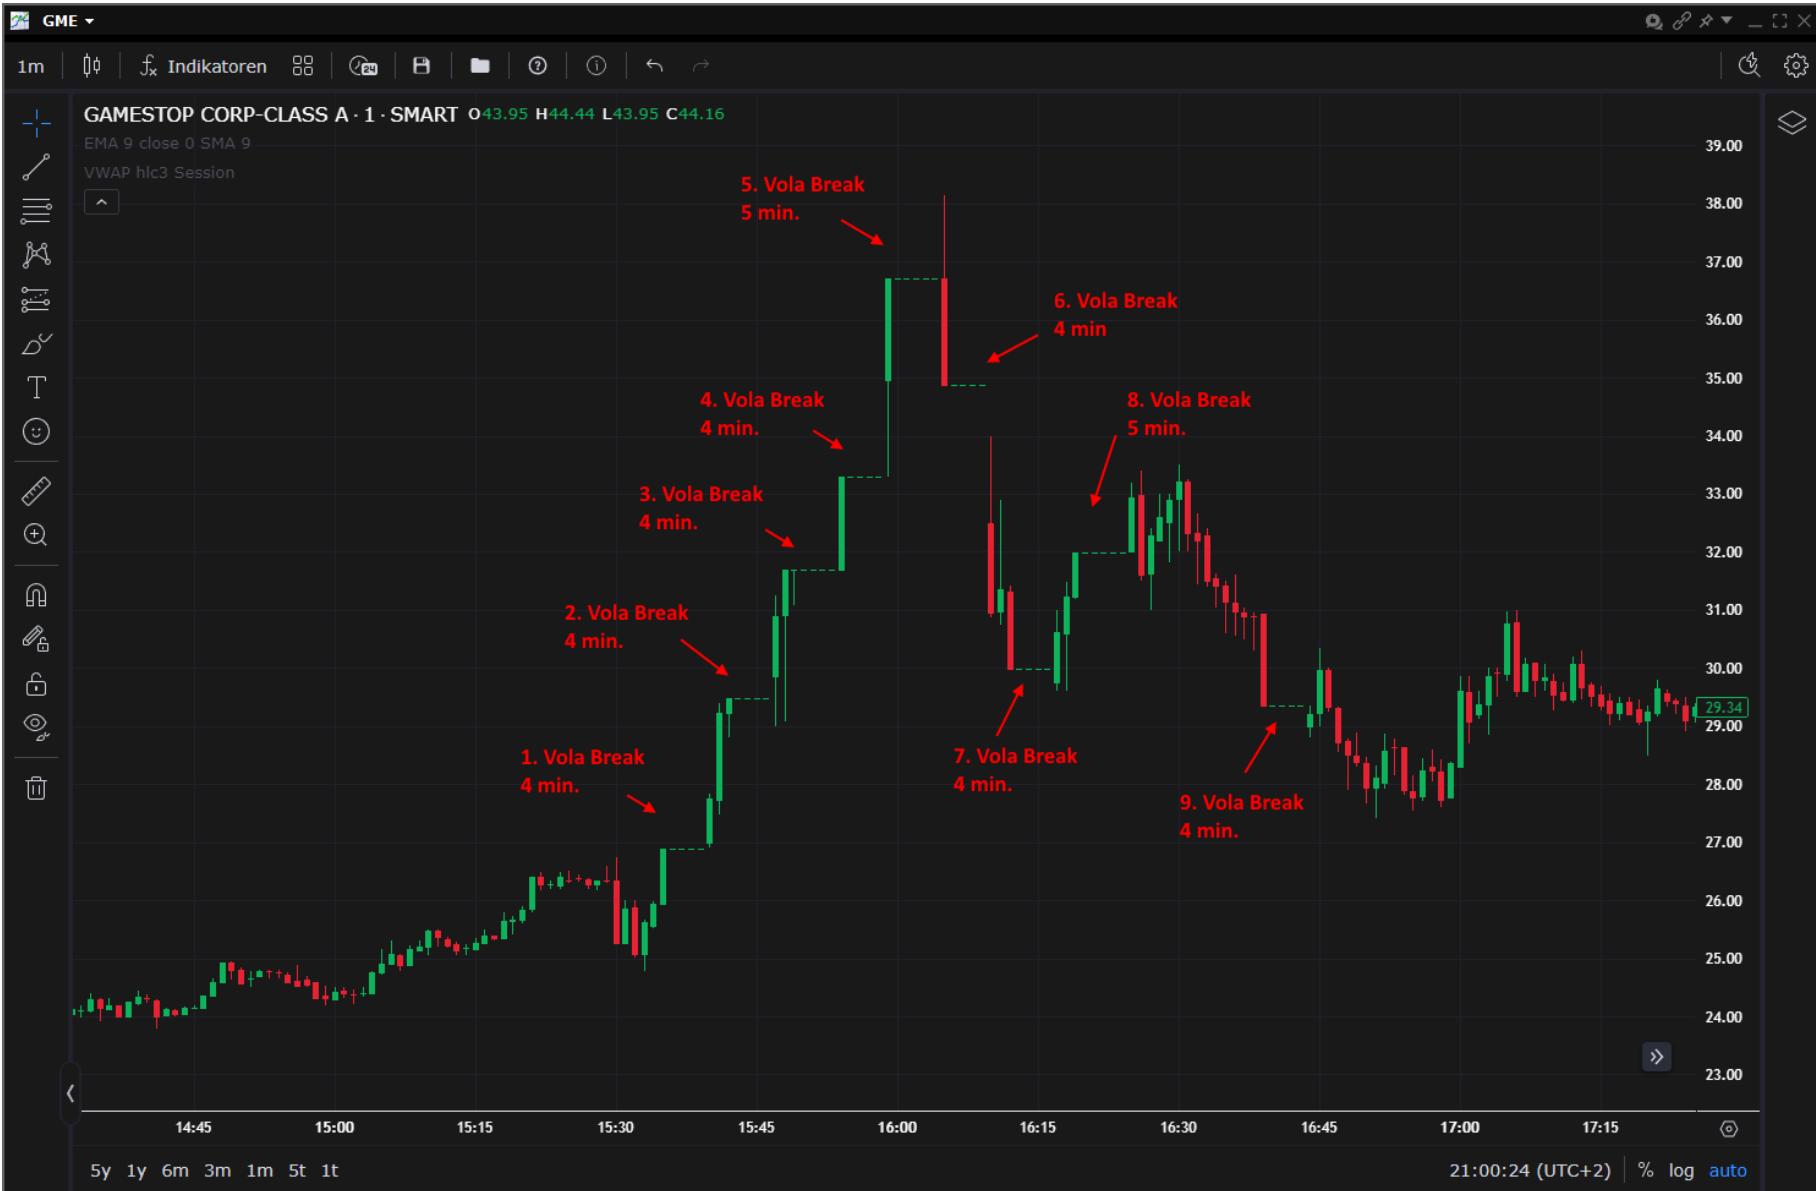 GME
1m
Indikatoren
24
GAMESTOP CORP-CLASS A · 1 · SMART O43.95 H44.44 L43.95 C44.16
EMA 9 close 0 SMA 9
VWAP hlc3 Session
5. Vola Break
5 min.
6. Vola Break
4 min
4. Vola Break
4 min.
8. Vola Break
5 min.
3. Vola Break
4 min.
2. Vola Break
4 min.
1. Vola Break
4 min.
7. Vola Break
4 min.
9. Vola Break
4 min.
39.00
38.00
37.00
36.00
35.00
34.00
33.00
32.00
31.00
30.00
29.34
29.00
28.00
27.00
26.00
25.00
24.00
23.00
14:45 15:00 15:15 15:30 15:45 16:00 16:15 16:30 16:45 17:00 17:15
5y 1y 6m 3m 1m 5t 1t 21:00:24 (UTC+2) % log auto